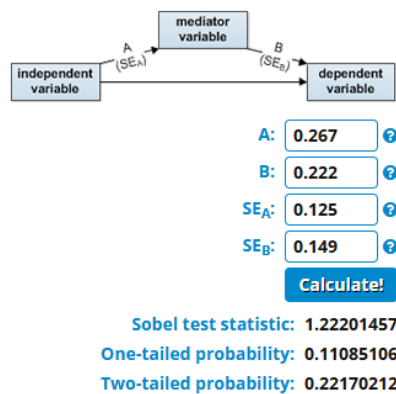 mediator
variable
A
(SEA)
B
(SEB)
independent
variable
dependent
variable
A: 0.267 ?
B: 0.222 ?
SEA: 0.125 ?
SEB: 0.149 ?
Calculate!
Sobel test statistic: 1.22201457
One-tailed probability: 0.11085106
Two-tailed probability: 0.22170212